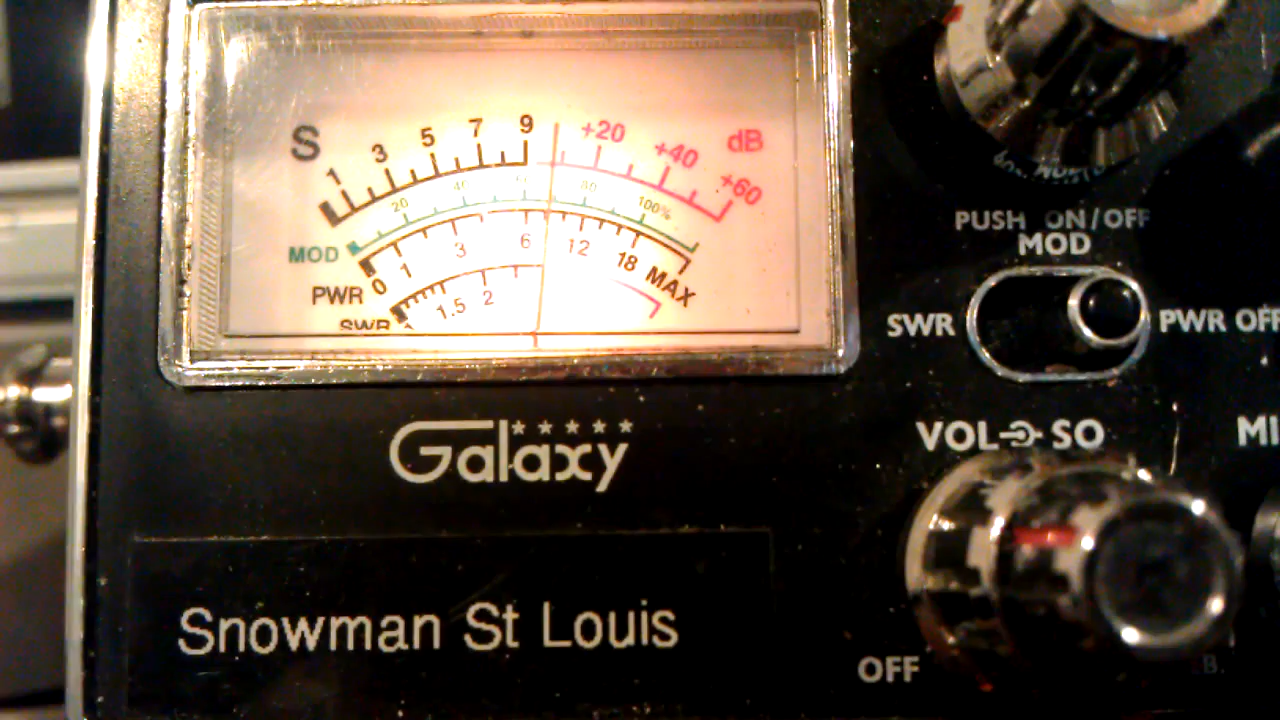 S 1 3 5 7 9 +20 +40 +60 dB
MOD 20 40 60 80 100%
PWR 0 1 3 6 12 18 MAX
SWR 1.5 2
PUSH ON/OFF
MOD
SWR PWR OFF
Galaxy
VOL SO MI
Snowman St Louis
OFF